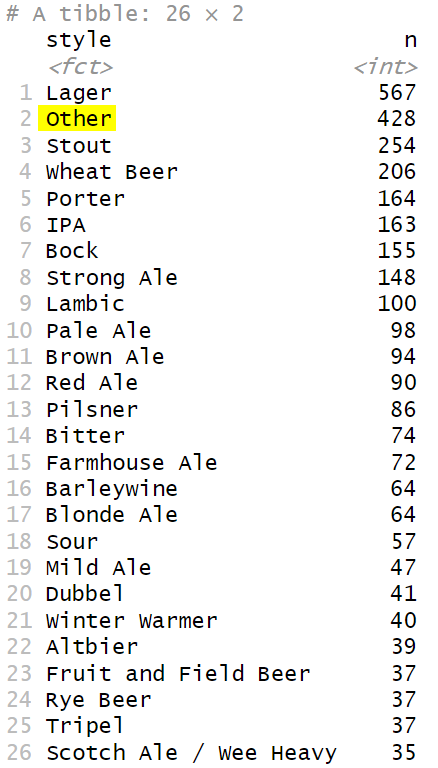 # A tibble: 26 × 2
style n
<fct> <int>
1 Lager 567
2 Other 428
3 Stout 254
4 Wheat Beer 206
5 Porter 164
6 IPA 163
7 Bock 155
8 Strong Ale 148
9 Lambic 100
10 Pale Ale 98
11 Brown Ale 94
12 Red Ale 90
13 Pilsner 86
14 Bitter 74
15 Farmhouse Ale 72
16 Barleywine 64
17 Blonde Ale 64
18 Sour 57
19 Mild Ale 47
20 Dubbel 41
21 Winter Warmer 40
22 Altbier 39
23 Fruit and Field Beer 37
24 Rye Beer 37
25 Tripel 37
26 Scotch Ale / Wee Heavy 35